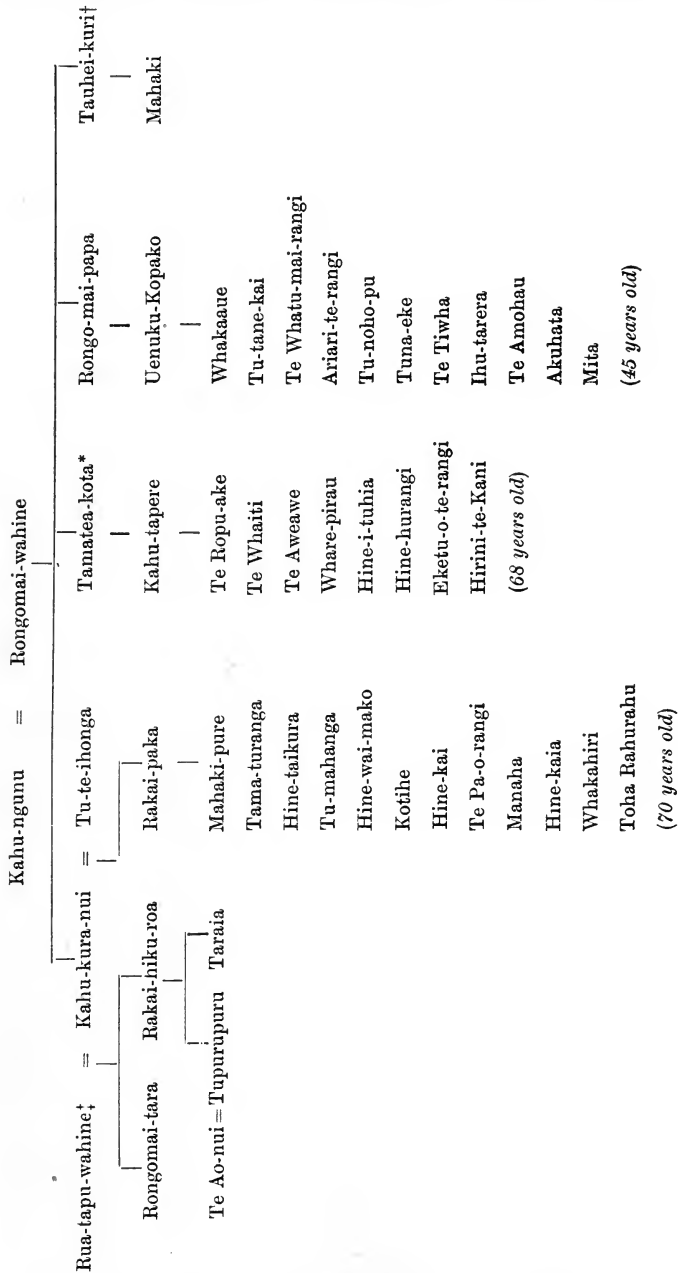 Kahu-ngunu = Rongomai-wahine
Rua-tapu-wahine‡ = Kahu-kura-nui = Tu-te-ihonga Tamatea-kota* Rongo-mai-papa Tauhei-kuri†
Rongomai-tara Rakai-hiku-roa Rakai-paka Kahu-tapere Uenuku-Kopako Mahaki
Te Ao-nui = Tupurupuru Taraia Mahaki-pure Te Ropu-ake Whakaaue
Tama-turanga Te Whaiti Tu-tane-kai
Hine-taikura Te Aweawe Te Whatu-mai-rangi
Tu-mahanga Whare-pirau Ariari-te-rangi
Hine-wai-mako Hine-i-tuhia Tu-noho-pu
Kotihe Hine-hurangi Tuna-eke
Hine-kai Eketu-o-te-rangi Te Tiwha
Te Pa-o-rangi Hirini-te-Kani Ihu-tarera
Manaha (68 years old) Te Amohau
Hine-kaia Akuhata
Whakahiri Mita
Toha Rahurahu (45 years old)
(70 years old)